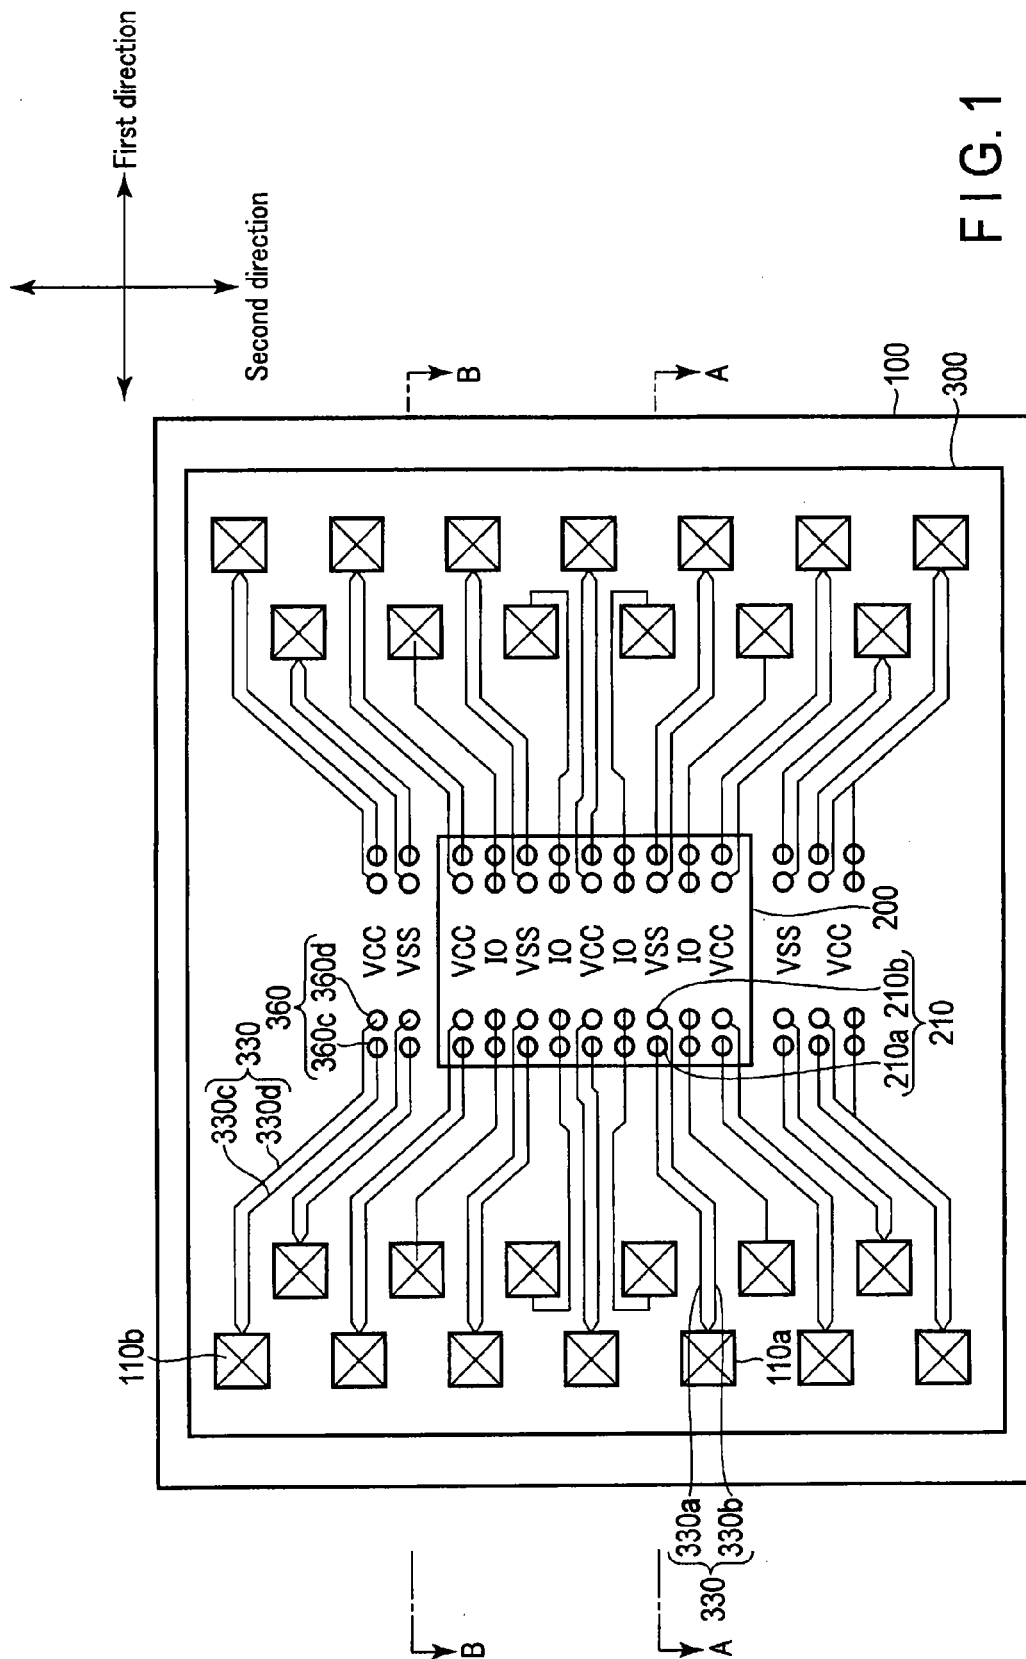 First direction
Second direction
FIG. 1
B
A
100
300
VCC
VSS
VCC
IO
VSS
IO
VCC
IO
VSS
IO
VCC
VSS
VCC
200
360
360c 360d
330
330c
330d
210a 210b
210
110b
110a
330a
330b
330
B
A